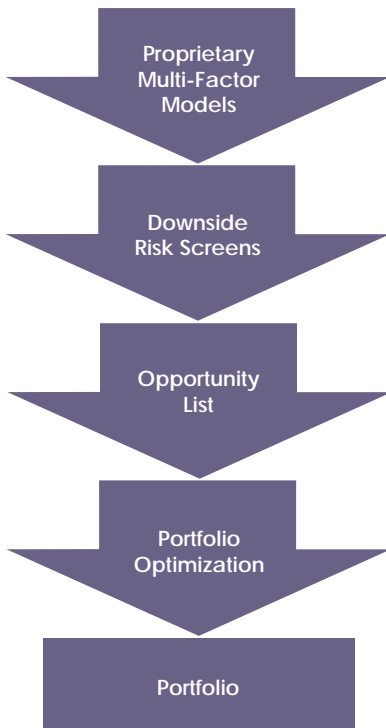 Proprietary
Multi-Factor
Models
Downside
Risk Screens
Opportunity
List
Portfolio
Optimization
Portfolio